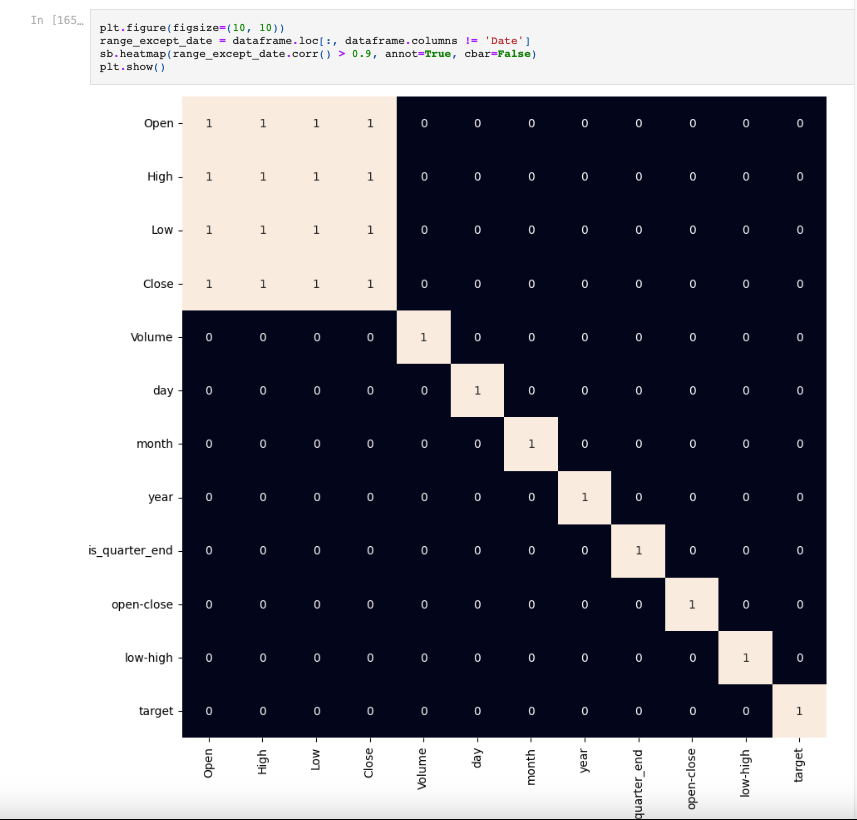 In [165…
plt.figure(figsize=(10, 10))
range_except_date = dataframe.loc[:, dataframe.columns != 'Date']
sb.heatmap(range_except_date.corr() > 0.9, annot=True, cbar=False)
plt.show()
Open 1 1 1 1 0 0 0 0 0 0 0 0
High 1 1 1 1 0 0 0 0 0 0 0 0
Low 1 1 1 1 0 0 0 0 0 0 0 0
Close 1 1 1 1 0 0 0 0 0 0 0 0
Volume 0 0 0 0 1 0 0 0 0 0 0 0
day 0 0 0 0 0 1 0 0 0 0 0 0
month 0 0 0 0 0 0 1 0 0 0 0 0
year 0 0 0 0 0 0 0 1 0 0 0 0
is_quarter_end 0 0 0 0 0 0 0 0 1 0 0 0
open-close 0 0 0 0 0 0 0 0 0 1 0 0
low-high 0 0 0 0 0 0 0 0 0 0 1 0
target 0 0 0 0 0 0 0 0 0 0 0 1
Open High Low Close Volume day month year quarter_end open-close low-high target